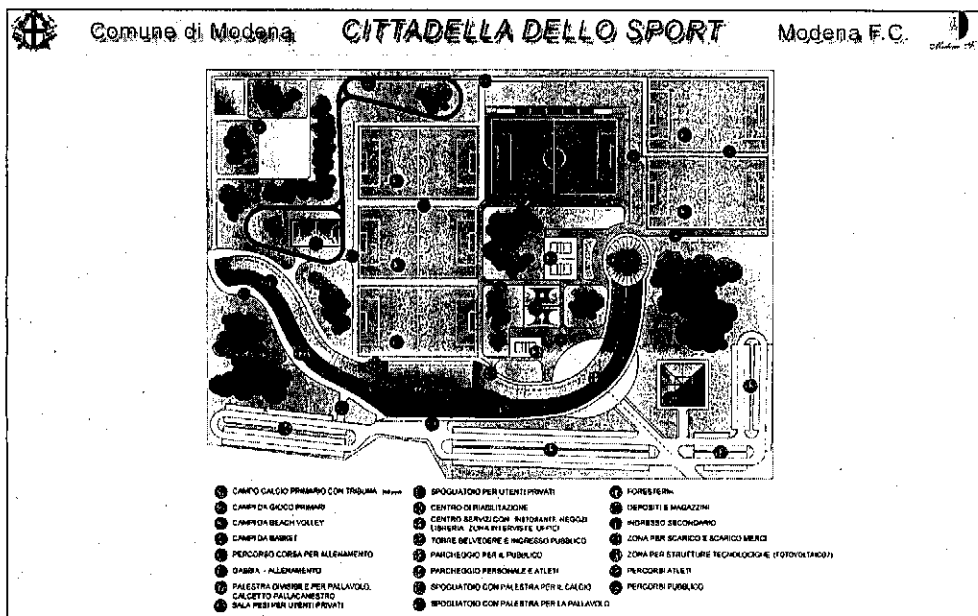 Comune di Modena
CITTADELLA DELLO SPORT
Modena F.C.
CAMPO CALCIO PRIMARIO CON TRIBUNA
CAMPI DA GIOCO PRIMARI
CAMPI DA BEACH VOLLEY
CAMPI DA BASKET
PERCORSO CORSA PER ALLENAMENTO
GABBIA - ALLENAMENTO
PALESTRA DIVISIBILE PER PALLAVOLO,
CALCETTO PALLACANESTRO
SALA PESI PER UTENTI PRIVATI
SPOGLIATOIO PER UTENTI PRIVATI
CENTRO DI RIABILITAZIONE
CENTRO SERVIZI CON RISTORANTE NEGOZI
LIBRERIA ZONA INTERVISTE UFFICI
TORRE BELVEDERE E INGRESSO PUBBLICO
PARCHEGGIO PER IL PUBBLICO
PARCHEGGIO PERSONALE E ATLETI
SPOGLIATOIO CON PALESTRA PER IL CALCIO
SPOGLIATOIO CON PALESTRA PER LA PALLAVOLO
FORESTERIA
DEPOSITI E MAGAZZINI
INGRESSO SECONDARIO
ZONA PER SCARICO E SCARICO MERCI
ZONA PER STRUTTURE TECNOLOGICHE (FOTOVOLTAICO?)
PERCORSI ATLETI
PERCORSI PUBBLICO